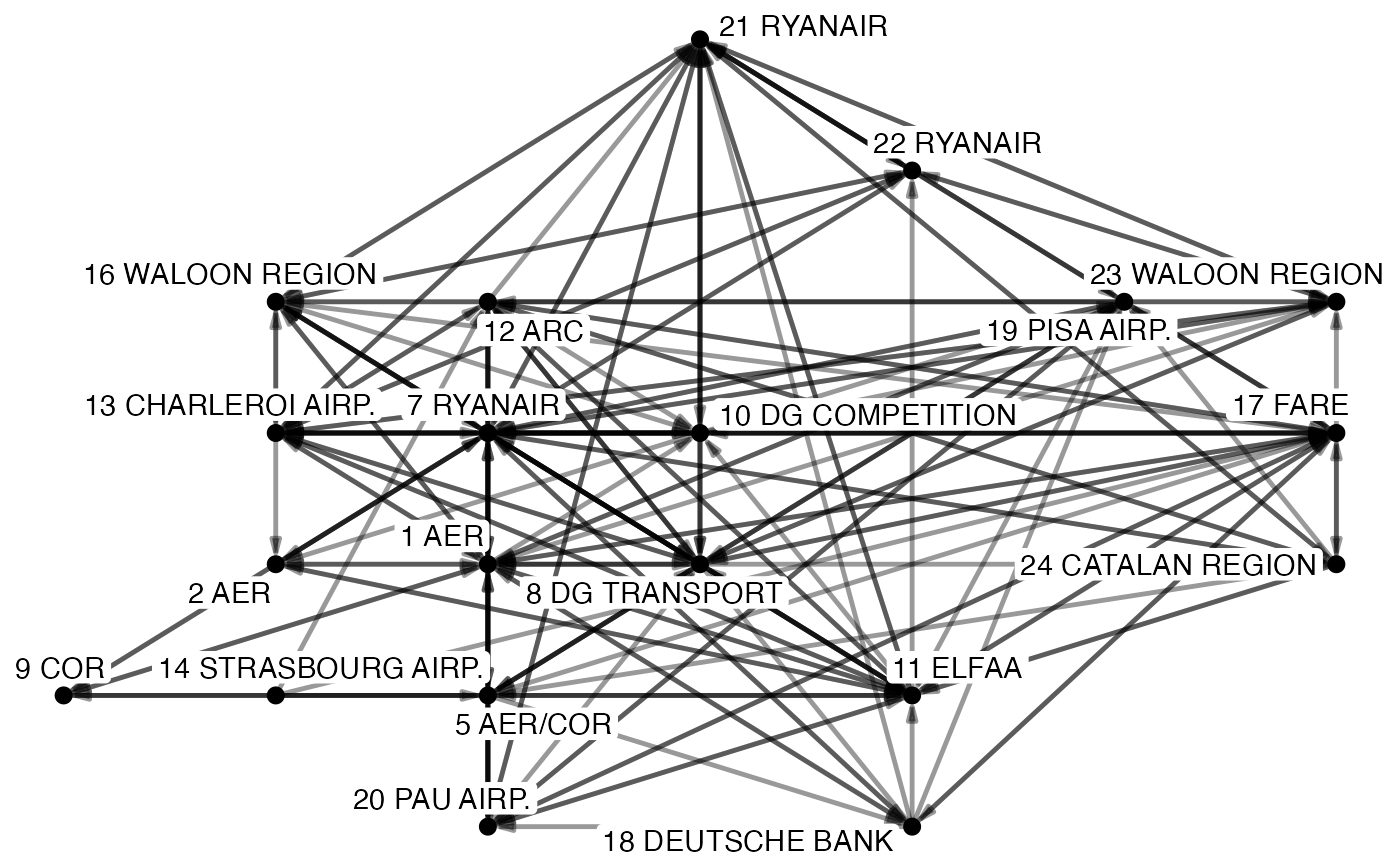 21 RYANAIR
22 RYANAIR
16 WALOON REGION
23 WALOON REGION
12 ARC
19 PISA AIRP.
13 CHARLEROI AIRP.
7 RYANAIR
10 DG COMPETITION
17 FARE
1 AER
2 AER
8 DG TRANSPORT
24 CATALAN REGION
9 COR
14 STRASBOURG AIRP.
11 ELFAA
5 AER/COR
20 PAU AIRP.
18 DEUTSCHE BANK